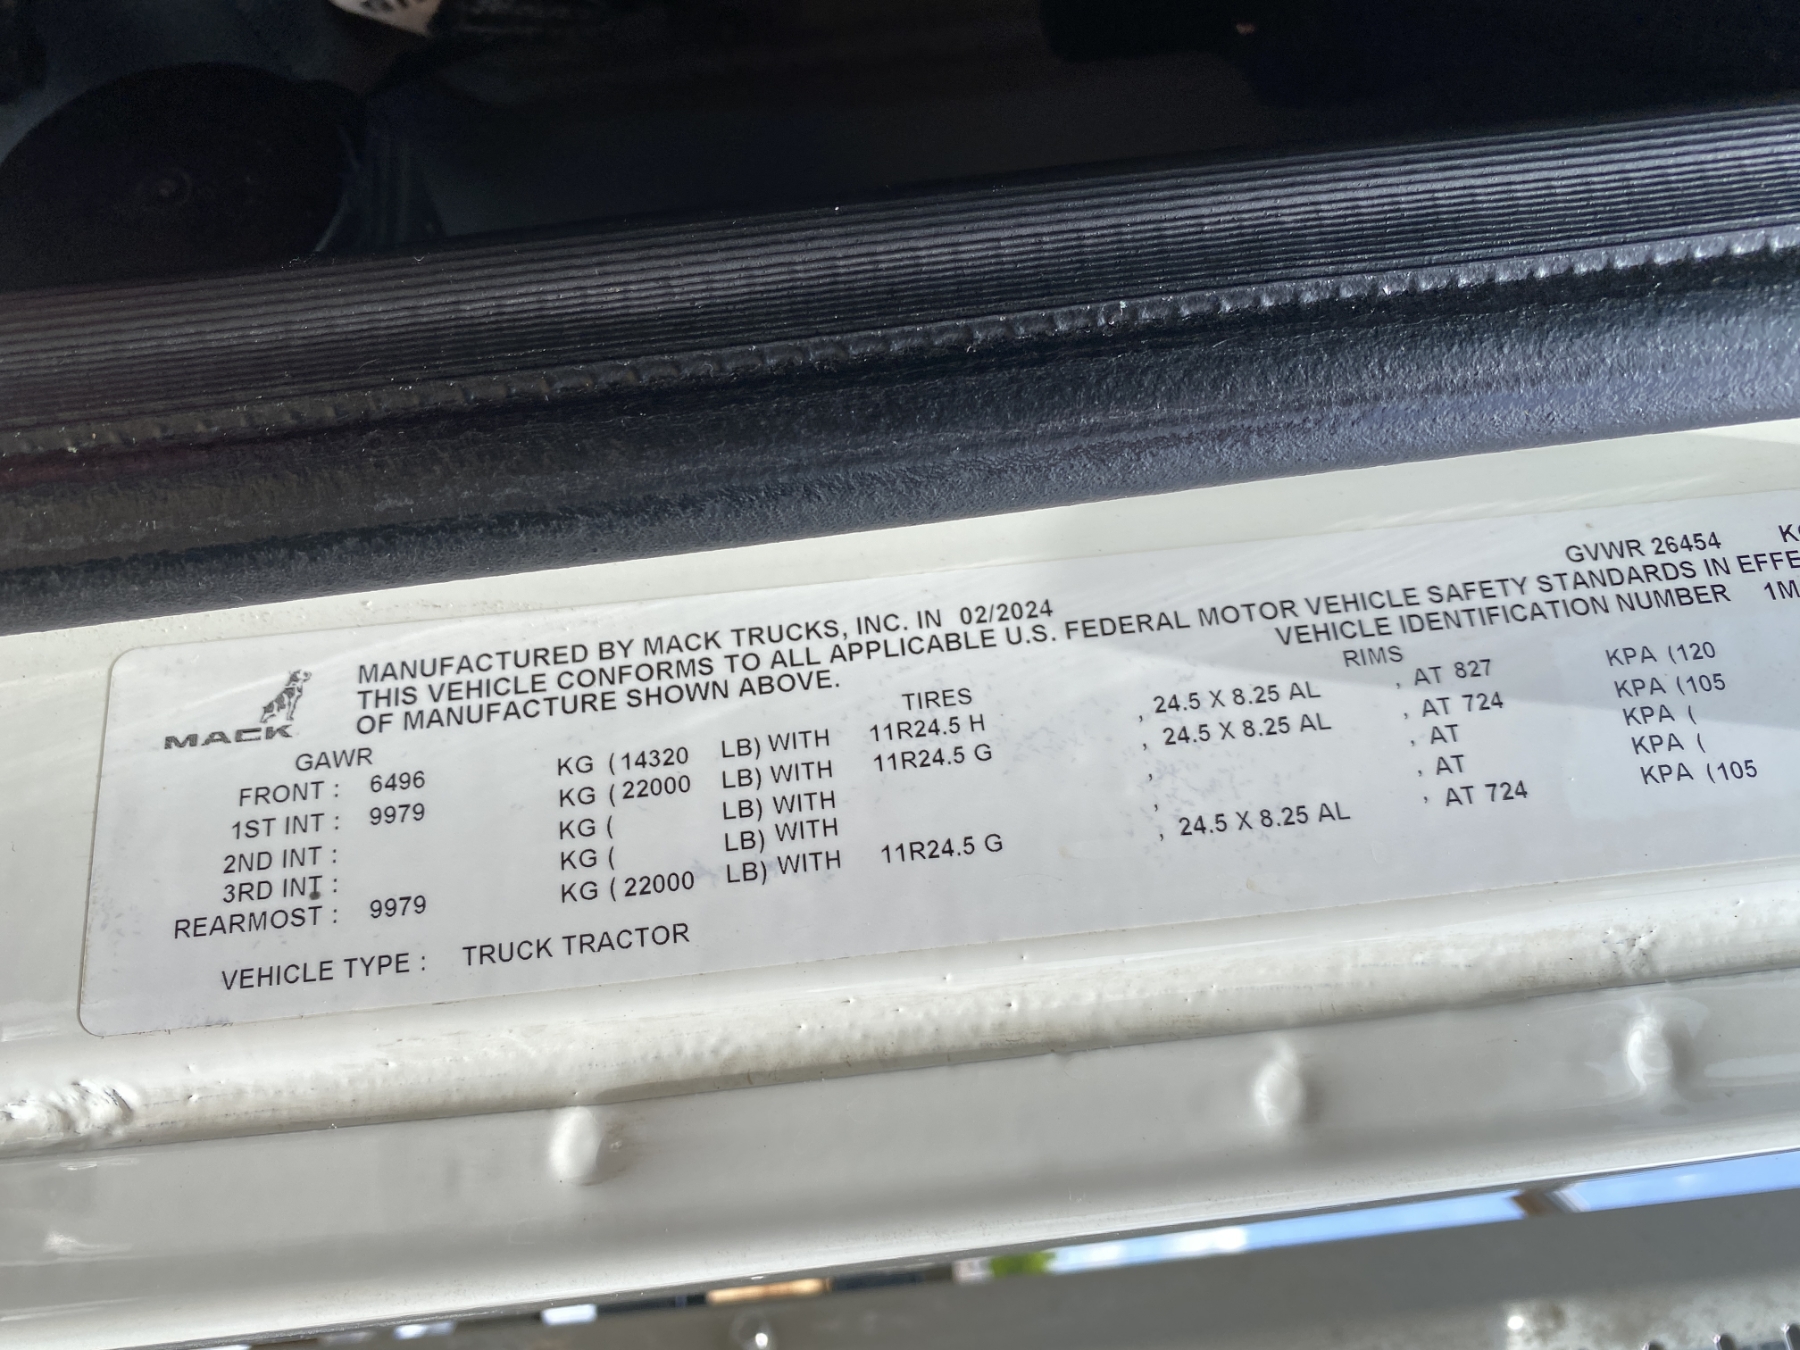 MANUFACTURED BY MACK TRUCKS, INC. IN 02/2024 GVWR 26454
THIS VEHICLE CONFORMS TO ALL APPLICABLE U.S. FEDERAL MOTOR VEHICLE SAFETY STANDARDS IN EFFE
OF MANUFACTURE SHOWN ABOVE. VEHICLE IDENTIFICATION NUMBER 1M
MACK
GAWR TIRES RIMS
FRONT : 6496 KG (14320 LB) WITH 11R24.5 H , 24.5 X 8.25 AL , AT 827 KPA (120
1ST INT : 9979 KG (22000 LB) WITH 11R24.5 G , 24.5 X 8.25 AL , AT 724 KPA (105
2ND INT : KG ( LB) WITH , , AT KPA (
3RD INT : KG ( LB) WITH , , AT KPA (
REARMOST : 9979 KG (22000 LB) WITH 11R24.5 G , 24.5 X 8.25 AL , AT 724 KPA (105
VEHICLE TYPE : TRUCK TRACTOR